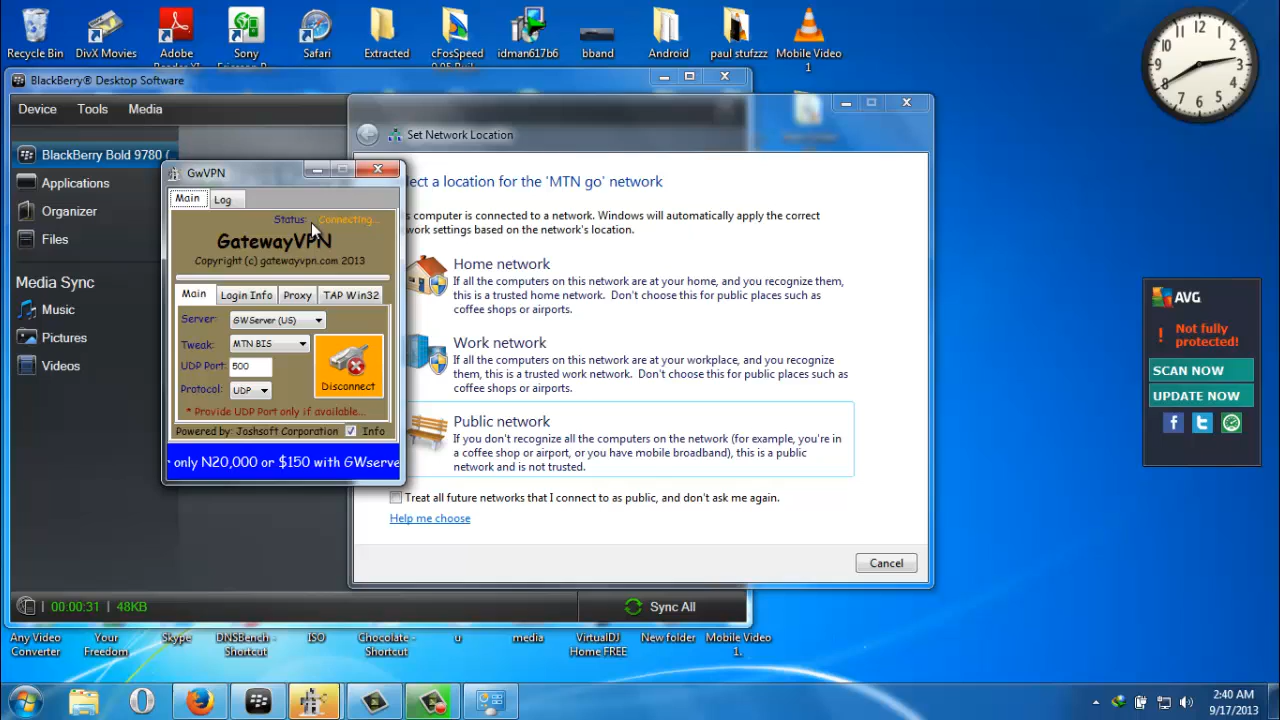 Recycle Bin
DivX Movies
Adobe
Sony
Safari
Extracted
cFosSpeed
idman617b6
bband
Android
paul stufzzz
Mobile Video
1
BlackBerry® Desktop Software
Device
Tools
Media
BlackBerry Bold 9780 (
Applications
Organizer
Files
Media Sync
Music
Pictures
Videos
00:00:31
48KB
Sync All
Set Network Location
lect a location for the 'MTN go' network
computer is connected to a network. Windows will automatically apply the correct
work settings based on the network's location.
Home network
If all the computers on this network are at your home, and you recognize them,
this is a trusted home network. Don't choose this for public places such as
coffee shops or airports.
Work network
If all the computers on this network are at your workplace, and you recognize
them, this is a trusted work network. Don't choose this for public places such as
coffee shops or airports.
Public network
If you don't recognize all the computers on the network (for example, you're in
a coffee shop or airport, or you have mobile broadband), this is a public
network and is not trusted.
Treat all future networks that I connect to as public, and don't ask me again.
Help me choose
Cancel
GwVPN
Main
Log
Status:
Connecting...
GatewayVPN
Copyright (c) gatewayvpn.com 2013
Main
Login Info
Proxy
TAP Win32
Server:
GWServer (US)
Tweak:
MTN BIS
UDP Port:
500
Protocol:
UDP
Disconnect
* Provide UDP Port only if available...
Powered by: Joshsoft Corporation
Info
only N20,000 or $150 with GWserve
12
1
2
3
4
5
6
7
8
9
10
11
AVG
Not fully
protected!
SCAN NOW
UPDATE NOW
Any Video
Converter
Your
Freedom
Skype
DNSBench -
Shortcut
ISO
Chocolate -
Shortcut
u
media
VirtualDJ
Home FREE
New folder
Mobile Video
1.
2:40 AM
9/17/2013